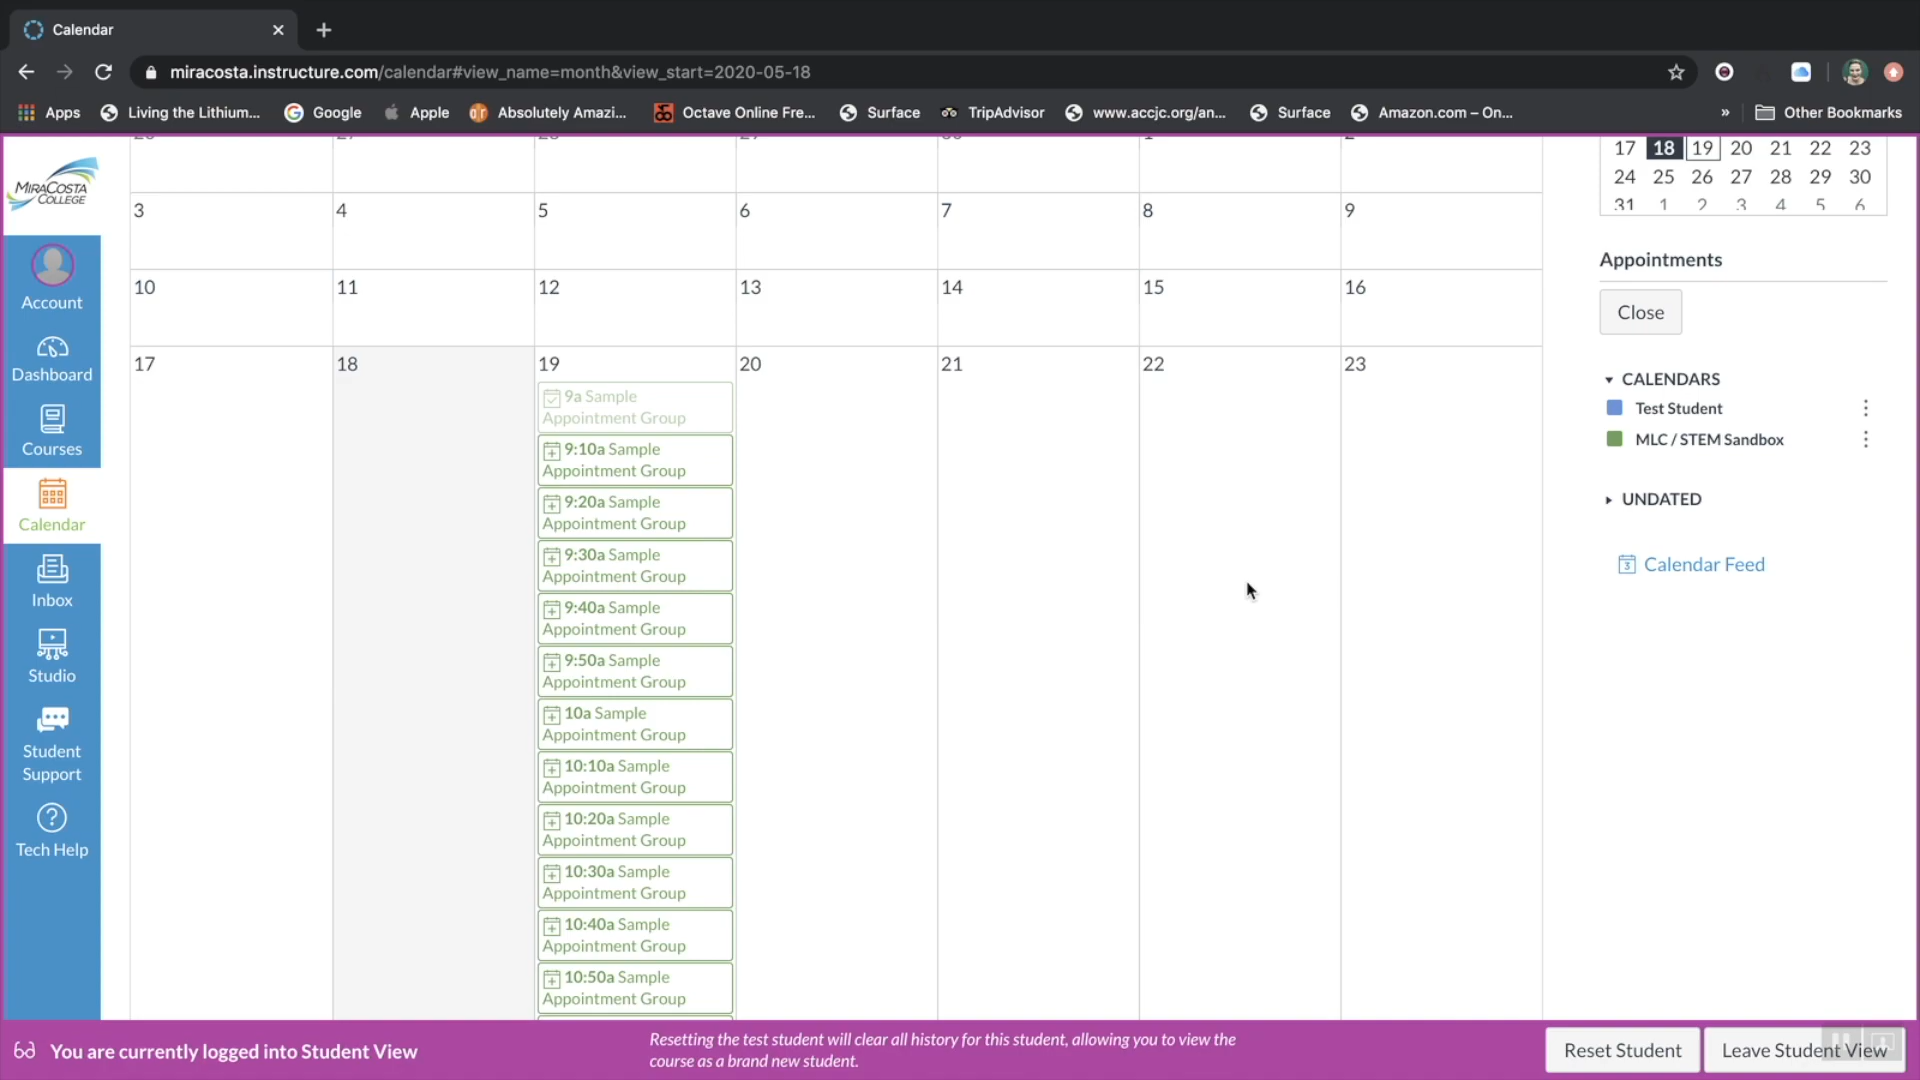 Calendar
miracosta.instructure.com/calendar#view_name=month&view_start=2020-05-18
Apps Living the Lithium... Google Apple Absolutely Amazi... Octave Online Fre... Surface TripAdvisor www.accjc.org/an... Surface Amazon.com – On... » Other Bookmarks
MIRACOSTA
COLLEGE
Account
Dashboard
Courses
Calendar
Inbox
Studio
Student
Support
Tech Help
3 4 5 6 7 8 9
10 11 12 13 14 15 16
17 18 19 20 21 22 23
9a Sample
Appointment Group
9:10a Sample
Appointment Group
9:20a Sample
Appointment Group
9:30a Sample
Appointment Group
9:40a Sample
Appointment Group
9:50a Sample
Appointment Group
10a Sample
Appointment Group
10:10a Sample
Appointment Group
10:20a Sample
Appointment Group
10:30a Sample
Appointment Group
10:40a Sample
Appointment Group
10:50a Sample
Appointment Group
17 18 19 20 21 22 23
24 25 26 27 28 29 30
31 1 2 3 4 5 6
Appointments
Close
CALENDARS
Test Student
MLC / STEM Sandbox
UNDATED
Calendar Feed
You are currently logged into Student View
Resetting the test student will clear all history for this student, allowing you to view the
course as a brand new student.
Reset Student
Leave Student View